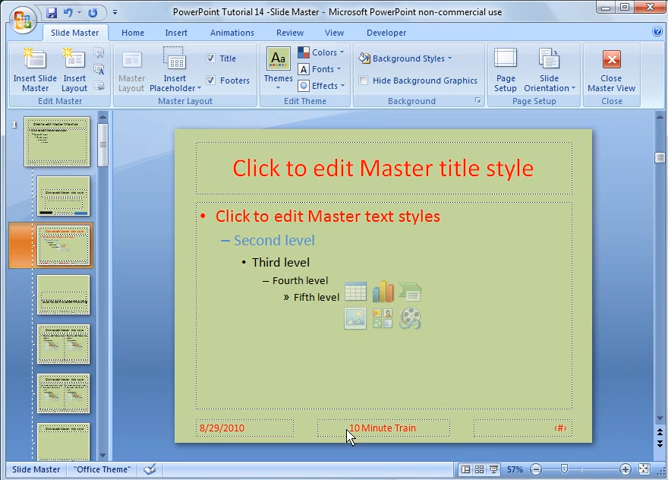 PowerPoint Tutorial 14 -Slide Master - Microsoft PowerPoint non-commercial use
Slide Master Home Insert Animations Review View Developer
Insert Slide Master
Insert Layout
Edit Master
Master Layout
Insert Placeholder
Title
Footers
Master Layout
Themes
Colors
Fonts
Effects
Edit Theme
Background Styles
Hide Background Graphics
Background
Page Setup
Slide Orientation
Page Setup
Close Master View
Close
1
Click to edit Master title style
• Click to edit Master text styles
– Second level
• Third level
– Fourth level
» Fifth level
8/29/2010 10 Minute Train ‹#›
Slide Master "Office Theme" 57%